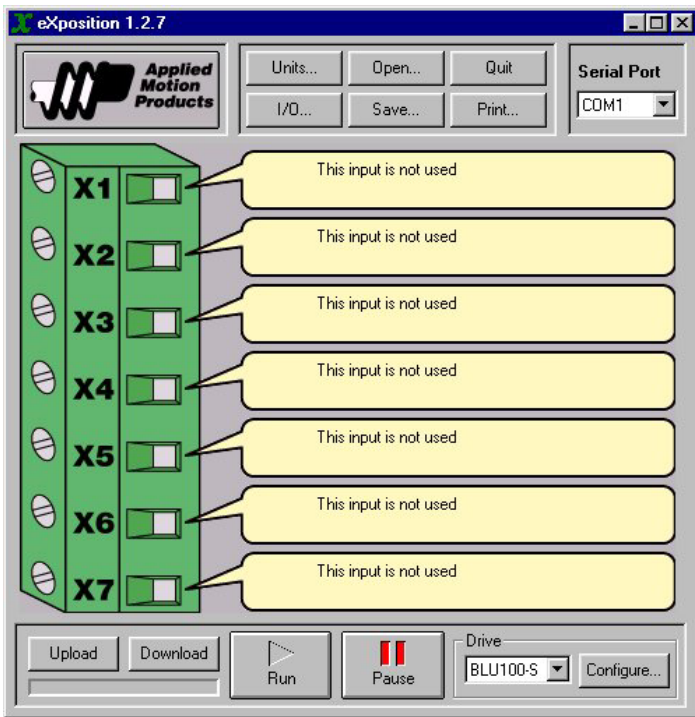 eXposition 1.2.7
Applied
Motion
Products
Units...
Open...
Quit
I/O...
Save...
Print...
Serial Port
COM1
X1
This input is not used
X2
This input is not used
X3
This input is not used
X4
This input is not used
X5
This input is not used
X6
This input is not used
X7
This input is not used
Upload
Download
Run
Pause
Drive
BLU100-S
Configure...